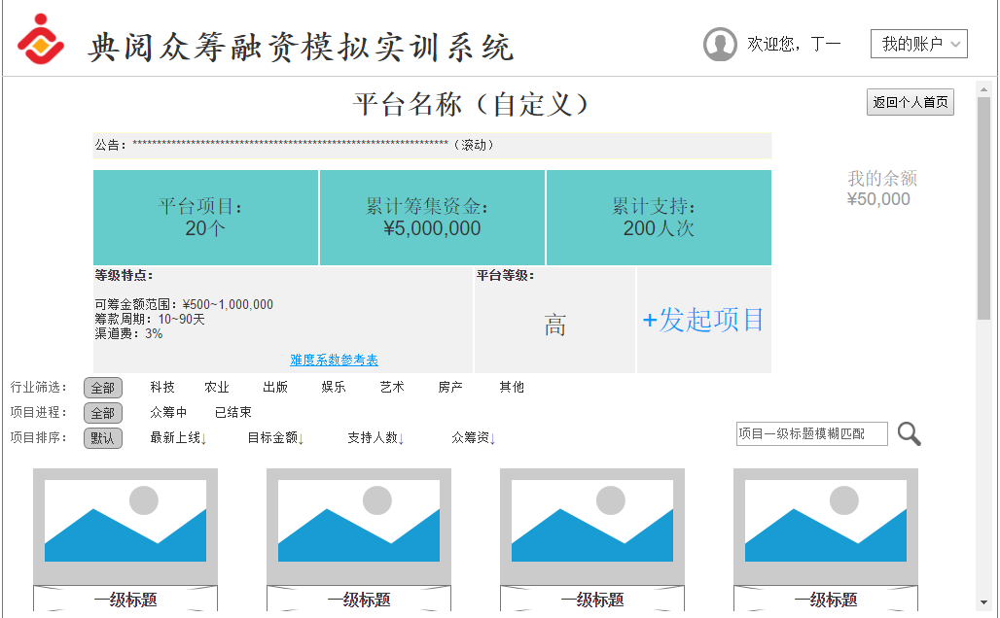 典阅众筹融资模拟实训系统
欢迎您，丁一
我的账户
平台名称（自定义）
返回个人首页
公告：*****************************************************************（滚动）
我的余额
¥50,000
平台项目：
20个
累计筹集资金：
¥5,000,000
累计支持：
200人次
等级特点：
可筹金额范围：¥500~1,000,000
筹款周期：10~90天
渠道费：3%
难度系数参考表
平台等级：
高
+发起项目
行业筛选： 全部 科技 农业 出版 娱乐 艺术 房产 其他
项目进程： 全部 众筹中 已结束
项目排序： 默认 最新上线↓ 目标金额↓ 支持人数↓ 众筹资↓
项目一级标题模糊匹配
一级标题 一级标题 一级标题 一级标题